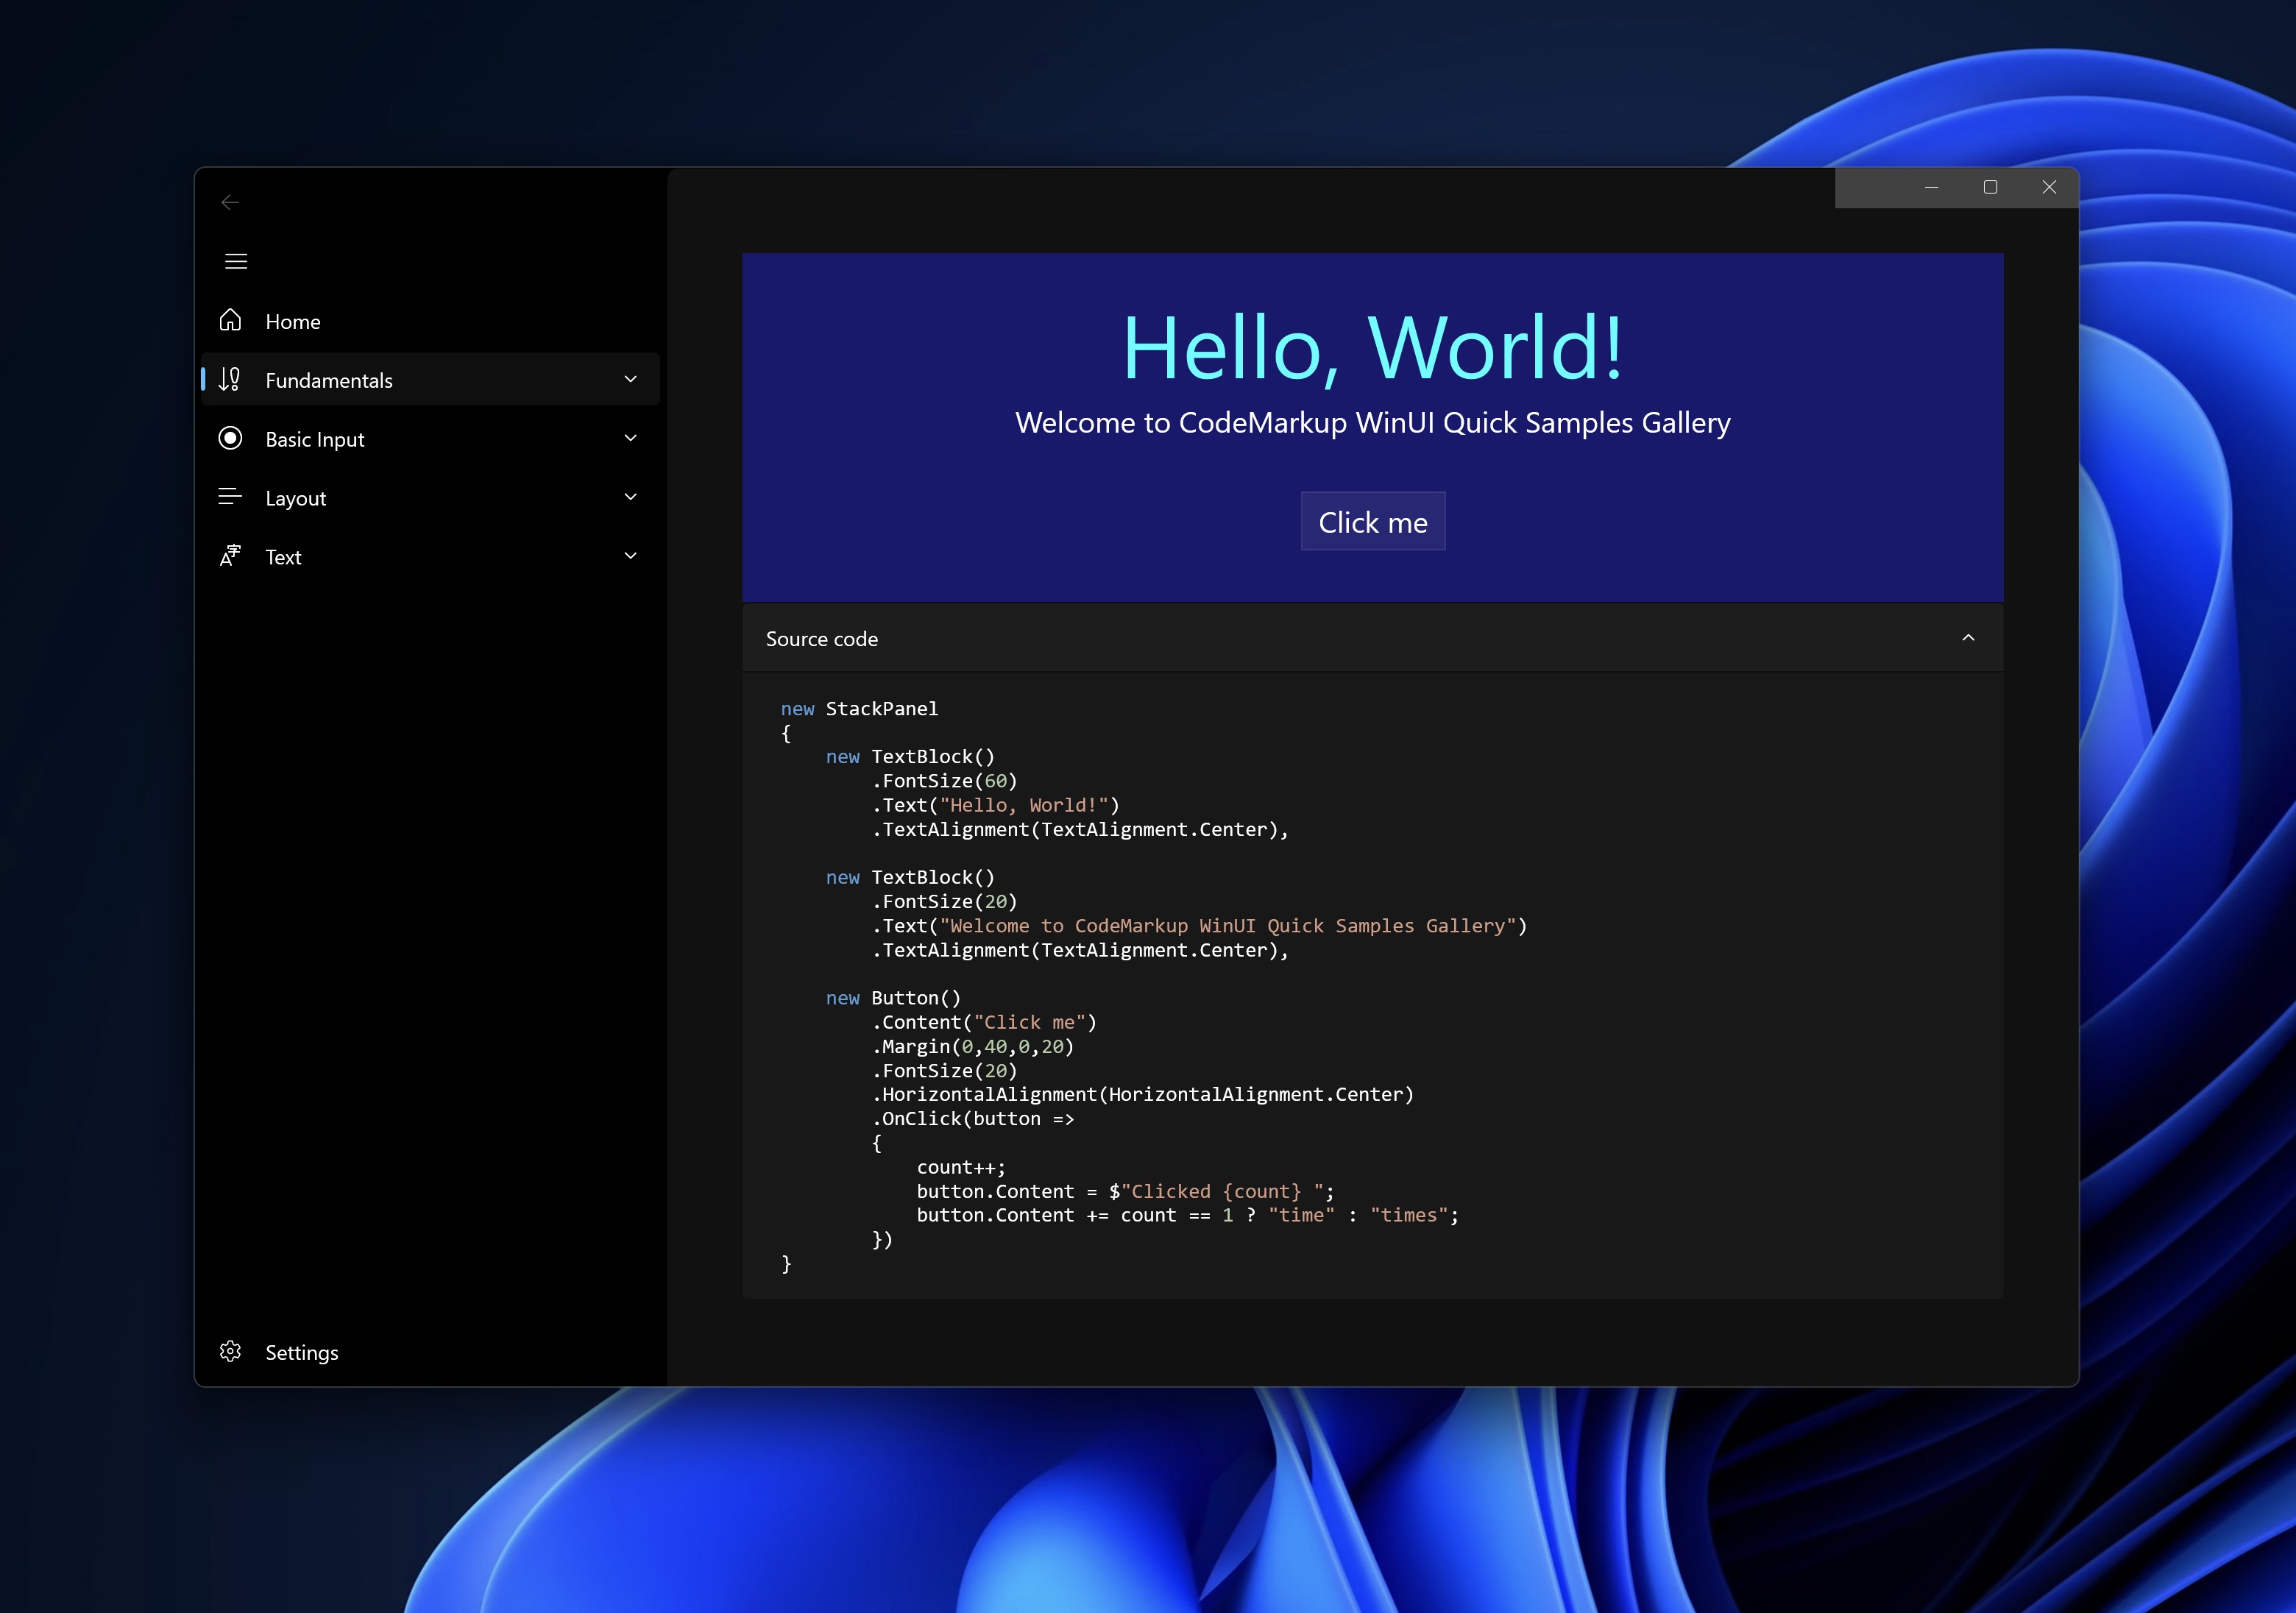 Home
Fundamentals
Basic Input
Layout
Text
Settings
Hello, World!
Welcome to CodeMarkup WinUI Quick Samples Gallery
Click me
Source code
new StackPanel
{
    new TextBlock()
        .FontSize(60)
        .Text("Hello, World!")
        .TextAlignment(TextAlignment.Center),

    new TextBlock()
        .FontSize(20)
        .Text("Welcome to CodeMarkup WinUI Quick Samples Gallery")
        .TextAlignment(TextAlignment.Center),

    new Button()
        .Content("Click me")
        .Margin(0,40,0,20)
        .FontSize(20)
        .HorizontalAlignment(HorizontalAlignment.Center)
        .OnClick(button =>
        {
            count++;
            button.Content = $"Clicked {count} ";
            button.Content += count == 1 ? "time" : "times";
        })
}